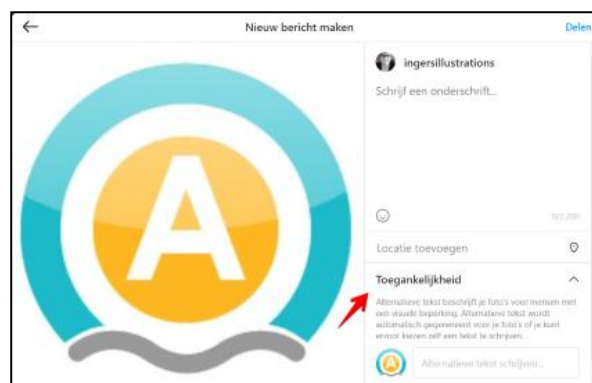 Nieuw bericht maken
Delen
ingersillustrations
Schrijf een onderschrift...
A
Locatie toevoegen
Toegankelijkheid
Alternatieve tekst beschrijft je foto's voor mensen met
een visuele beperking. Alternatieve tekst wordt
automatisch gegenereerd voor je foto's of je kunt
ervoor kiezen zelf een tekst te schrijven.
A
Alternatieve tekst schrijven...